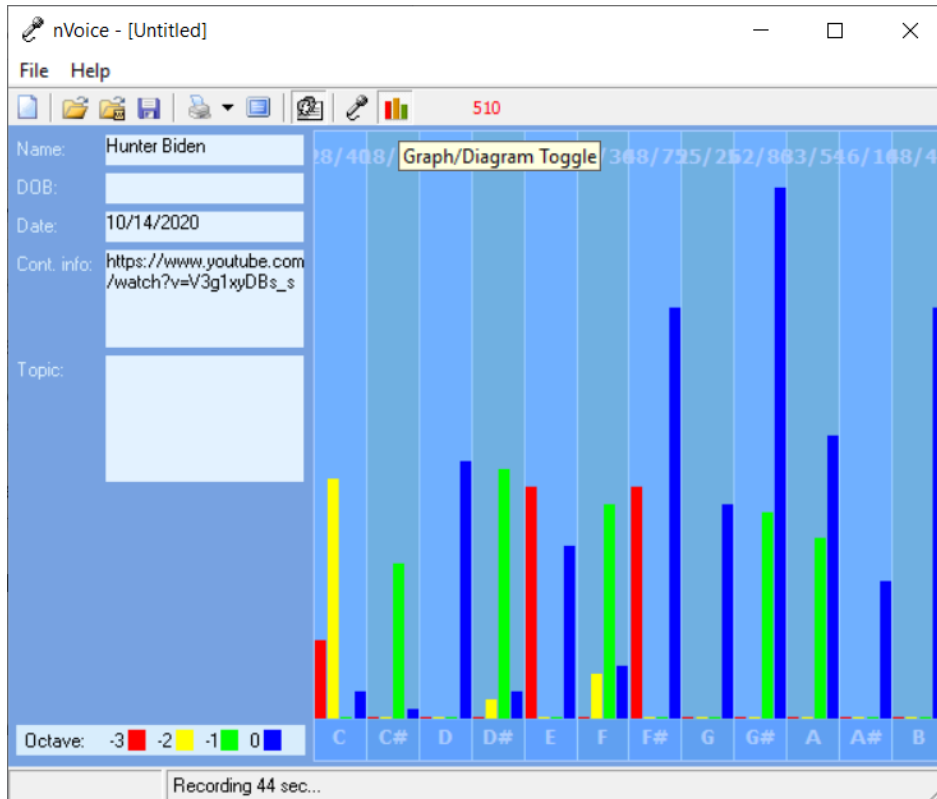 nVoice - [Untitled]
File Help
510
Name: Hunter Biden
DOB:
Date: 10/14/2020
Cont. info: https://www.youtube.com
/watch?v=V3g1xyDBs_s
Topic:
Graph/Diagram Toggle
Octave: -3 -2 -1 0
C C# D D# E F F# G G# A A# B
Recording 44 sec...